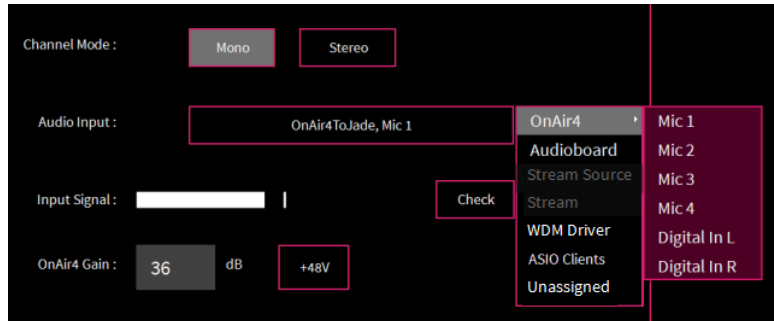 Channel Mode :
Mono
Stereo
Audio Input :
OnAir4ToJade, Mic 1
OnAir4
Audioboard
Stream Source
Stream
WDM Driver
ASIO Clients
Unassigned
Mic 1
Mic 2
Mic 3
Mic 4
Digital In L
Digital In R
Input Signal :
Check
OnAir4 Gain :
36
dB
+48V